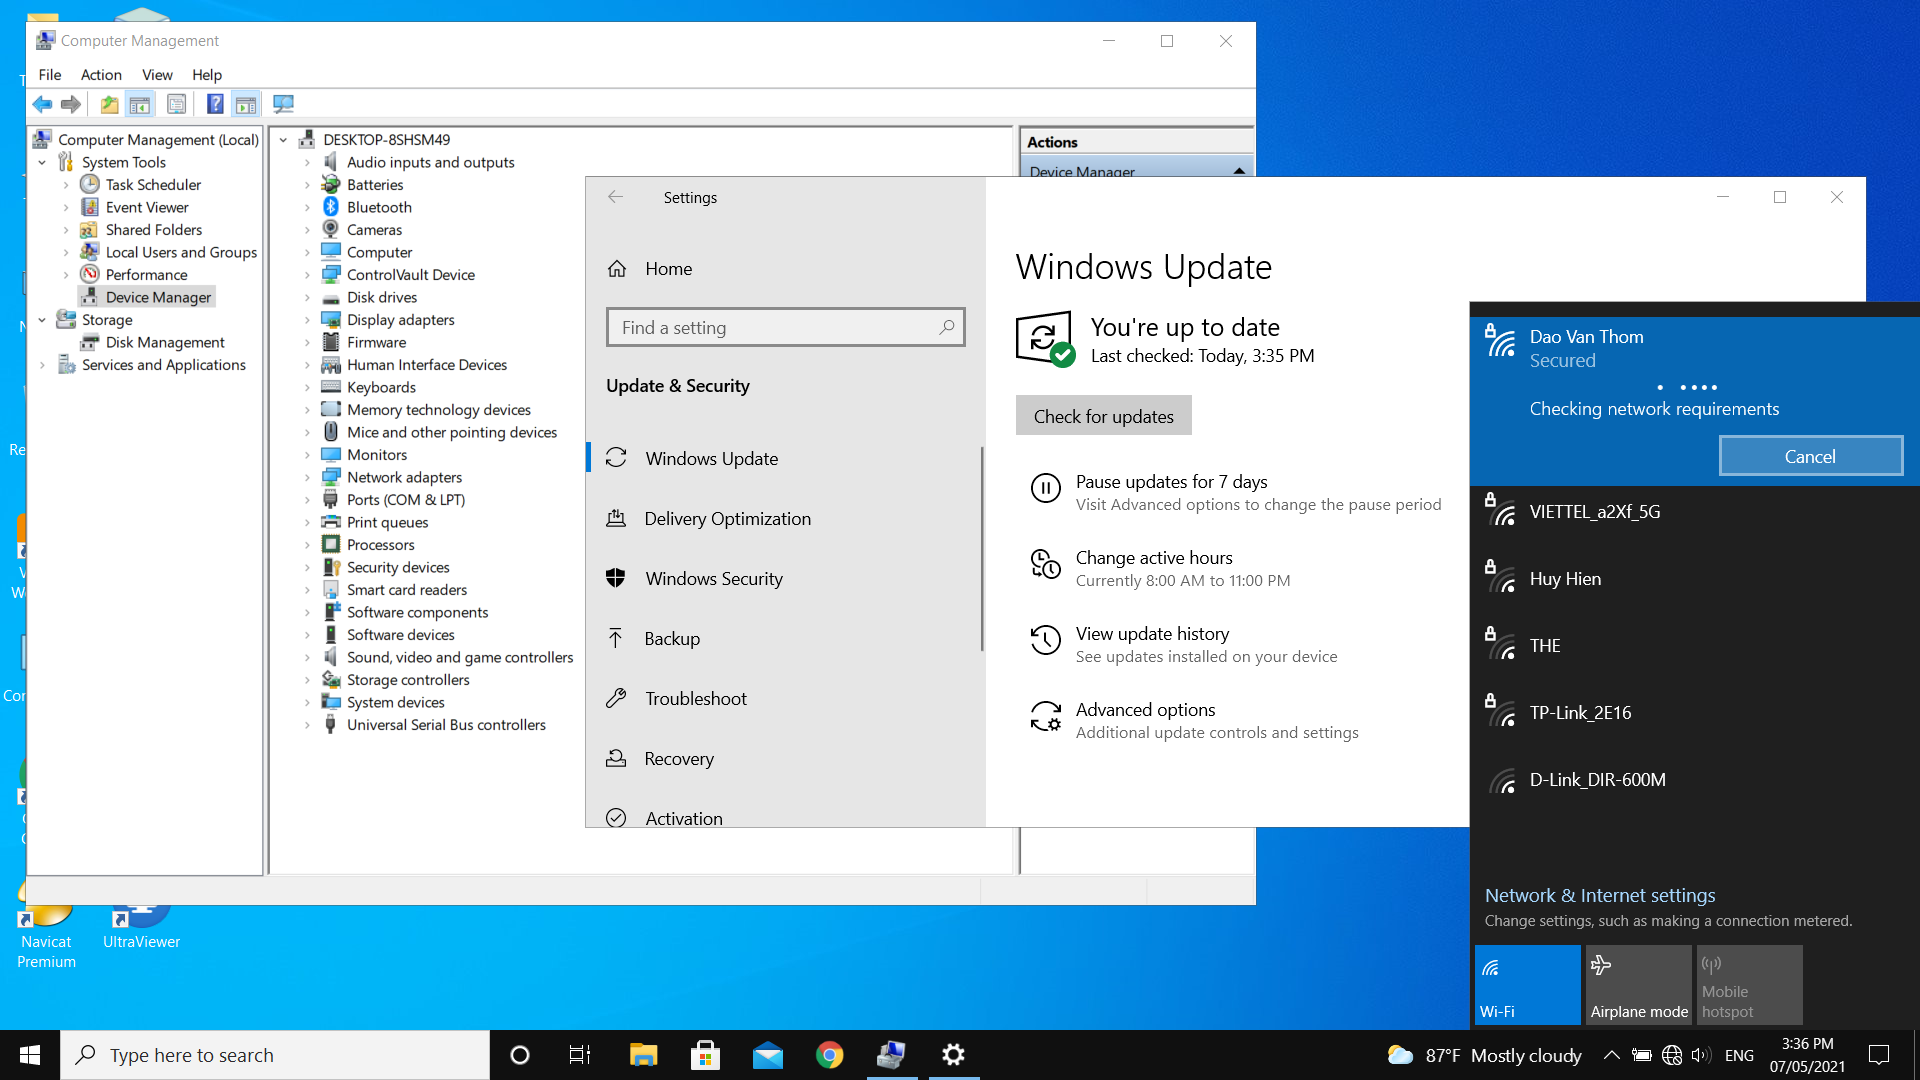 Computer Management
File Action View Help
Computer Management (Local)
System Tools
Task Scheduler
Event Viewer
Shared Folders
Local Users and Groups
Performance
Device Manager
Storage
Disk Management
Services and Applications
DESKTOP-8SHSM49
Audio inputs and outputs
Batteries
Bluetooth
Cameras
Computer
ControlVault Device
Disk drives
Display adapters
Firmware
Human Interface Devices
Keyboards
Memory technology devices
Mice and other pointing devices
Monitors
Network adapters
Ports (COM & LPT)
Print queues
Processors
Security devices
Smart card readers
Software components
Software devices
Sound, video and game controllers
Storage controllers
System devices
Universal Serial Bus controllers
Actions
Device Manager
Settings
Home
Find a setting
Update & Security
Windows Update
Delivery Optimization
Windows Security
Backup
Troubleshoot
Recovery
Activation
Windows Update
You're up to date
Last checked: Today, 3:35 PM
Check for updates
Pause updates for 7 days
Visit Advanced options to change the pause period
Change active hours
Currently 8:00 AM to 11:00 PM
View update history
See updates installed on your device
Advanced options
Additional update controls and settings
Dao Van Thom
Secured
Checking network requirements
Cancel
VIETTEL_a2Xf_5G
Huy Hien
THE
TP-Link_2E16
D-Link_DIR-600M
Network & Internet settings
Change settings, such as making a connection metered.
Wi-Fi
Airplane mode
Mobile
hotspot
Navicat
Premium
UltraViewer
Type here to search
87°F Mostly cloudy
ENG
3:36 PM
07/05/2021